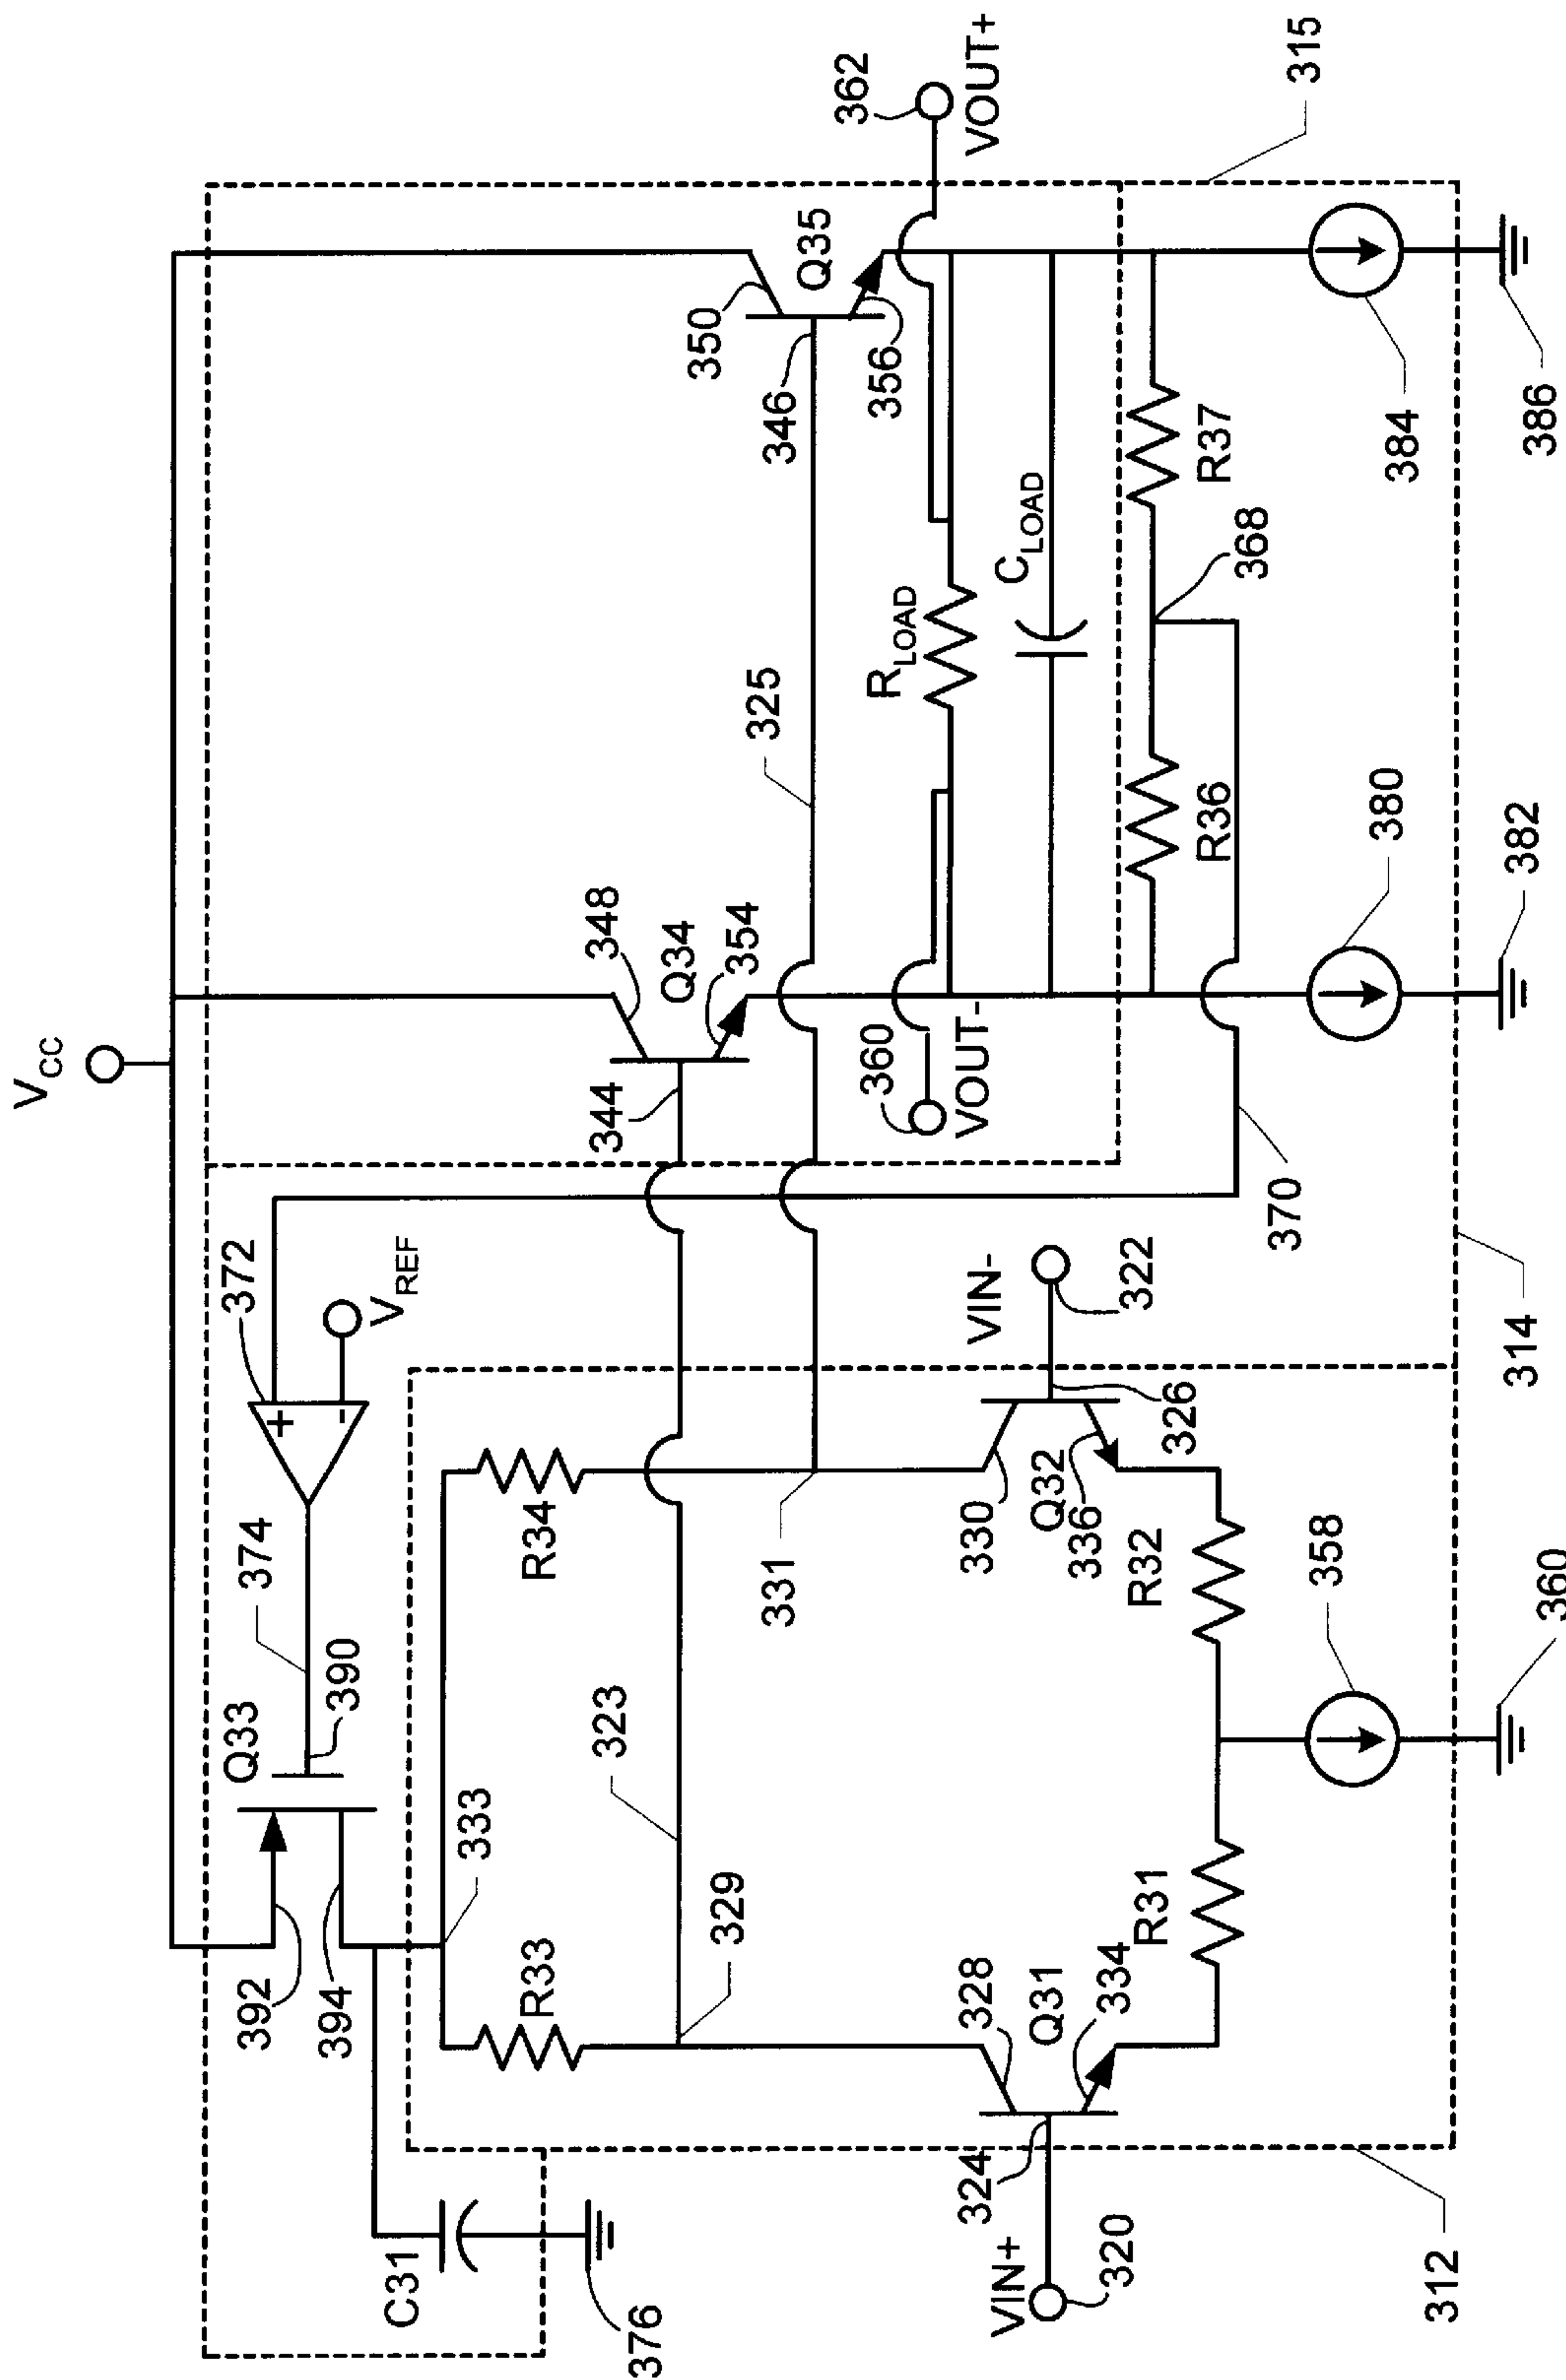 VCC
362
VOUT+
315
350
Q35
346
356
348
Q34
354
344
325
RLOAD
CLOAD
360
VOUT-
R37
368
R36
384
386
380
382
370
314
372
+
-
VREF
374
Q33
390
392
394
333
R34
R33
323
329
331
VIN-
322
326
330
Q32
336
R32
358
360
328
Q31
334
R31
324
VIN+
320
312
C31
376